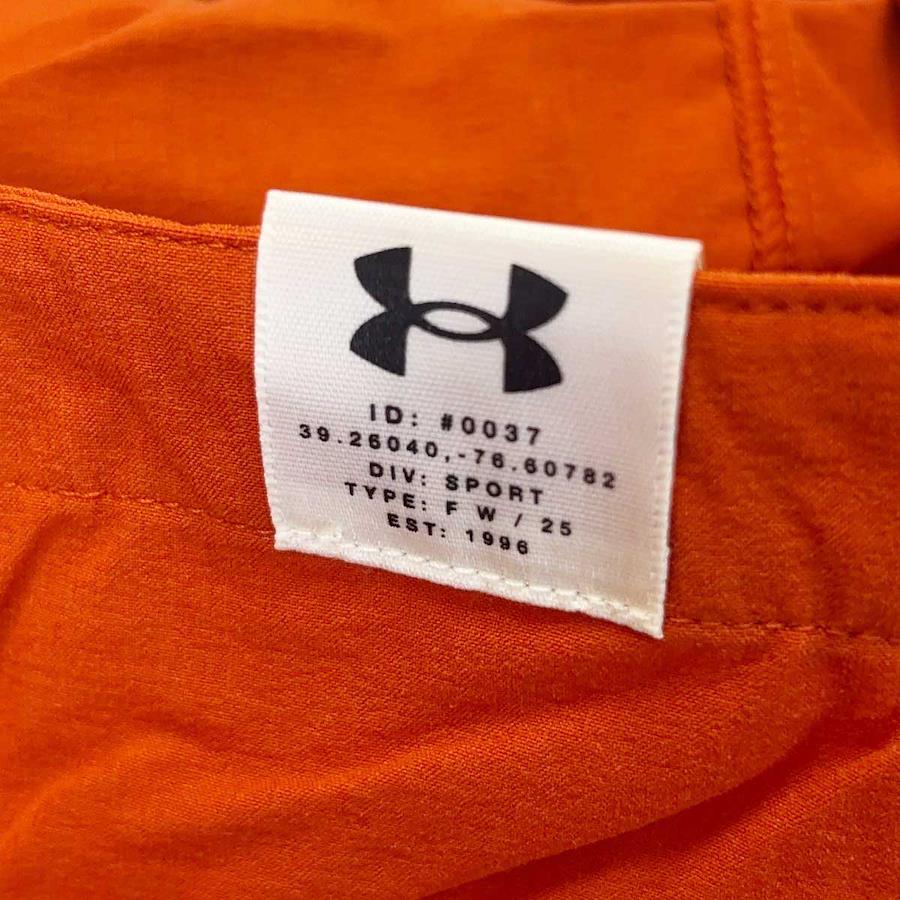 ID: #0037
39.26040,-76.60782
DIV: SPORT
TYPE: F W / 25
EST: 1996